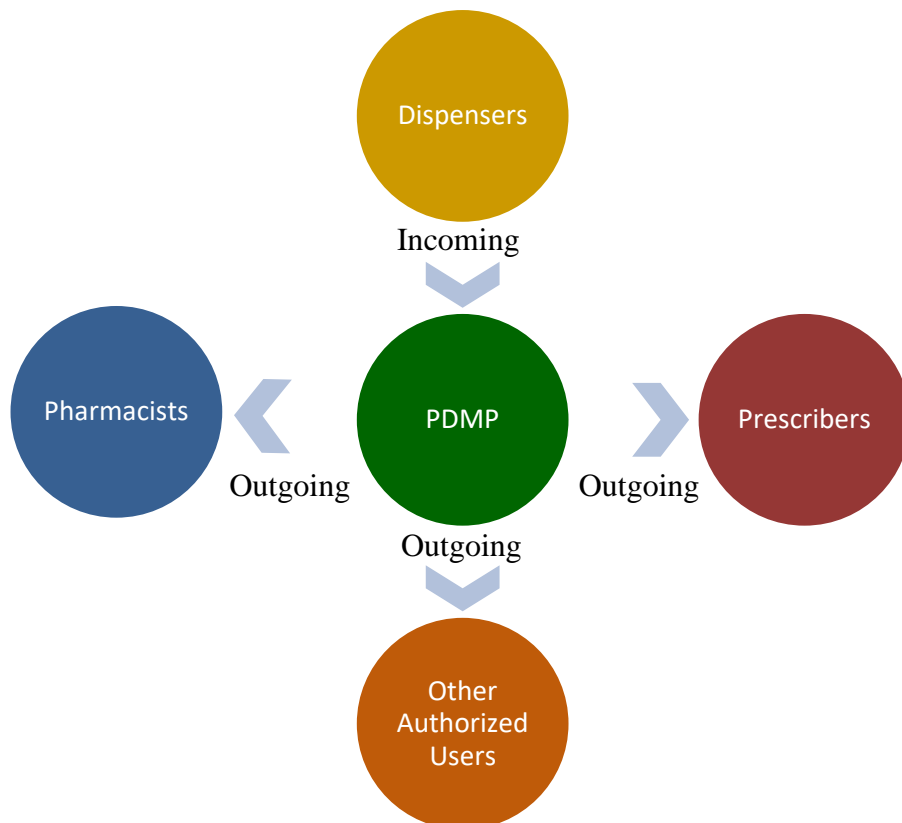 Dispensers
Incoming
Pharmacists
PDMP
Prescribers
Outgoing
Outgoing
Outgoing
Other
Authorized
Users